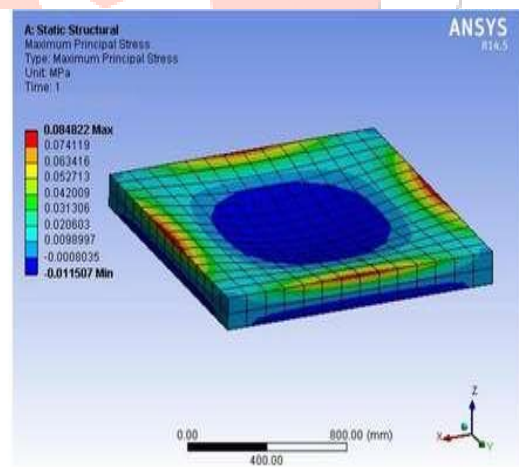 A: Static Structural
Maximum Principal Stress
Type: Maximum Principal Stress
Unit: MPa
Time: 1
ANSYS
R14.5
0.084822 Max
0.074119
0.063416
0.052713
0.042009
0.031306
0.020603
0.0098997
-0.0008035
-0.011507 Min
Z
X
Y
0.00
800.00 (mm)
400.00